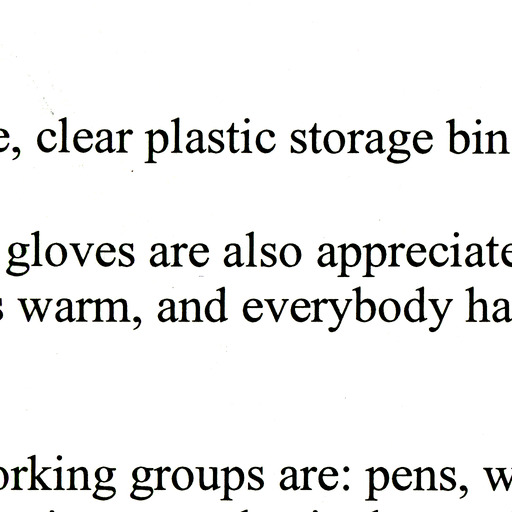 e, clear plastic storage bin
gloves are also appreciate
s warm, and everybody ha
orking groups are: pens, w